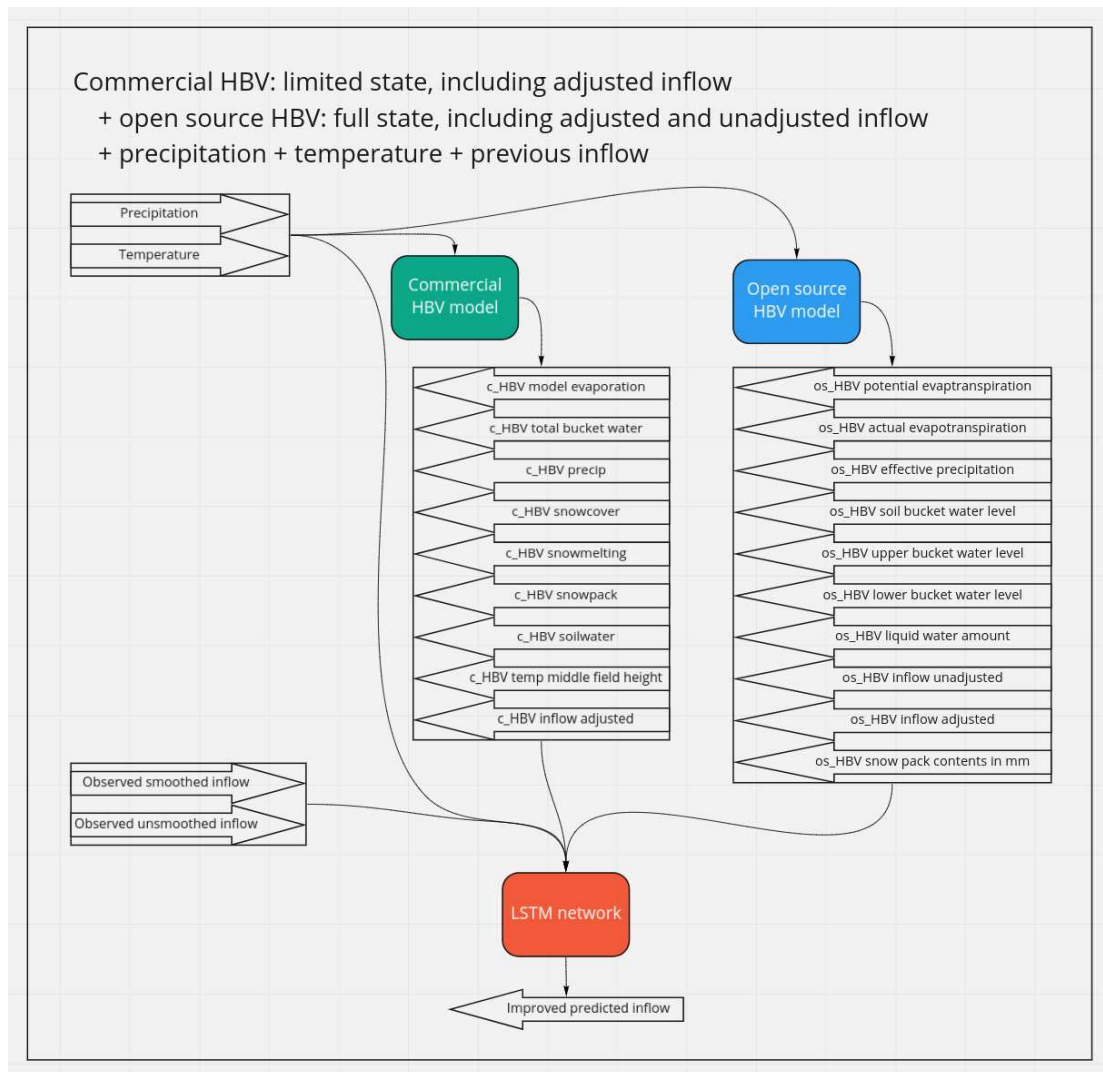 Commercial HBV: limited state, including adjusted inflow
+ open source HBV: full state, including adjusted and unadjusted inflow
+ precipitation + temperature + previous inflow
Precipitation
Temperature
Commercial
HBV model
Open source
HBV model
c_HBV model evaporation
c_HBV total bucket water
c_HBV precip
c_HBV snowcover
c_HBV snowmelting
c_HBV snowpack
c_HBV soilwater
c_HBV temp middle field height
c_HBV inflow adjusted
os_HBV potential evaptranspiration
os_HBV actual evapotranspiration
os_HBV effective precipitation
os_HBV soil bucket water level
os_HBV upper bucket water level
os_HBV lower bucket water level
os_HBV liquid water amount
os_HBV inflow unadjusted
os_HBV inflow adjusted
os_HBV snow pack contents in mm
Observed smoothed inflow
Observed unsmoothed inflow
LSTM network
Improved predicted inflow